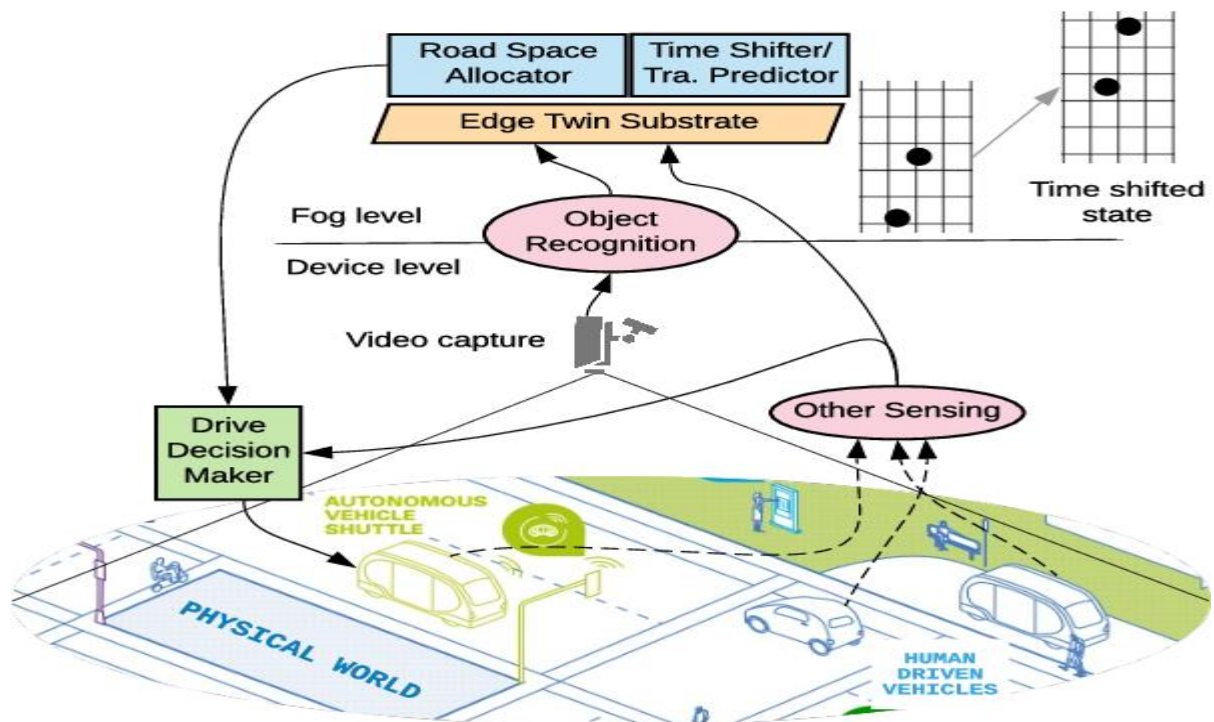 Road Space
Allocator
Time Shifter/
Tra. Predictor
Edge Twin Substrate
Time shifted
state
Fog level
Object
Recognition
Device level
Video capture
Other Sensing
Drive
Decision
Maker
AUTONOMOUS
VEHICLE
SHUTTLE
PHYSICAL WORLD
HUMAN
DRIVEN
VEHICLES